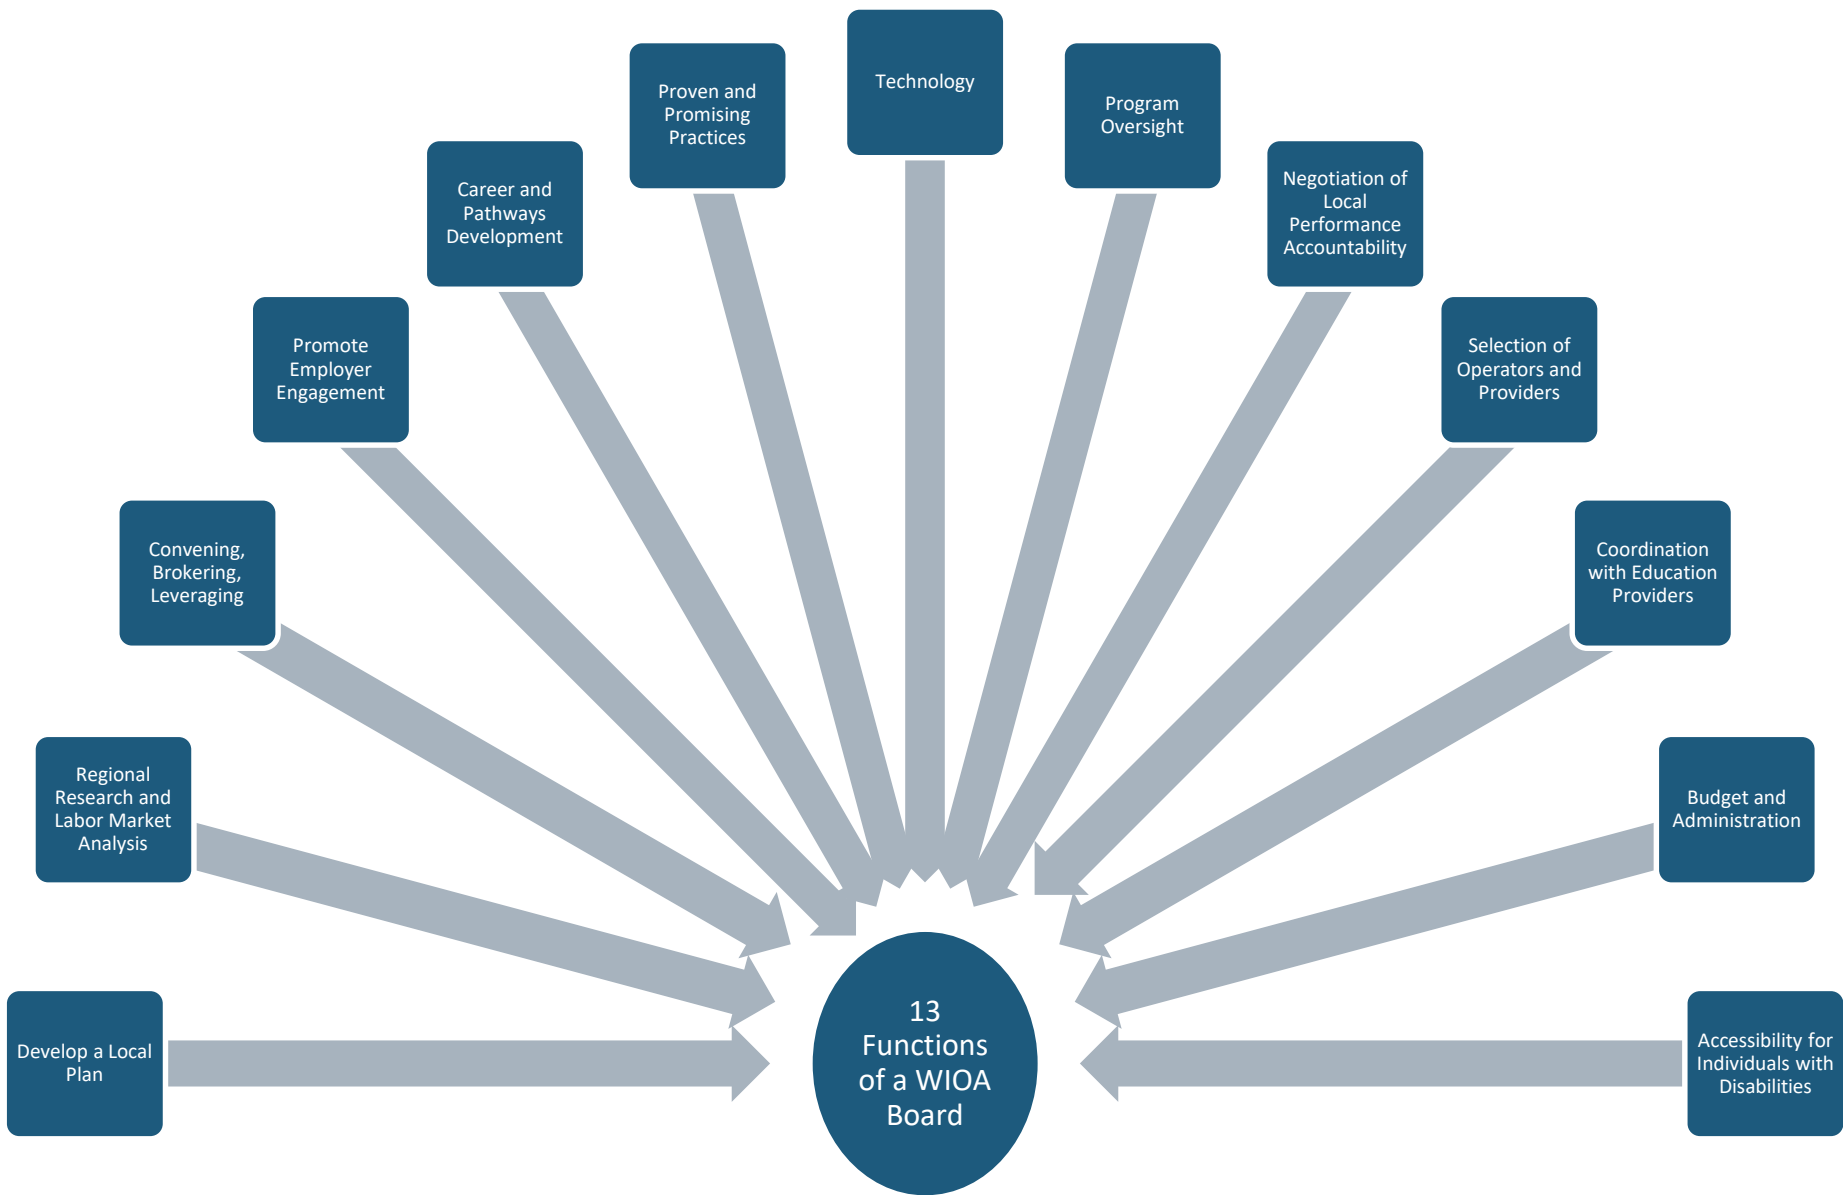 Technology
Proven and
Promising
Practices
Program
Oversight
Career and
Pathways
Development
Negotiation of
Local
Performance
Accountability
Promote
Employer
Engagement
Selection of
Operators and
Providers
Convening,
Brokering,
Leveraging
Coordination
with Education
Providers
Regional
Research and
Labor Market
Analysis
Budget and
Administration
Develop a Local
Plan
13
Functions
of a WIOA
Board
Accessibility for
Individuals with
Disabilities